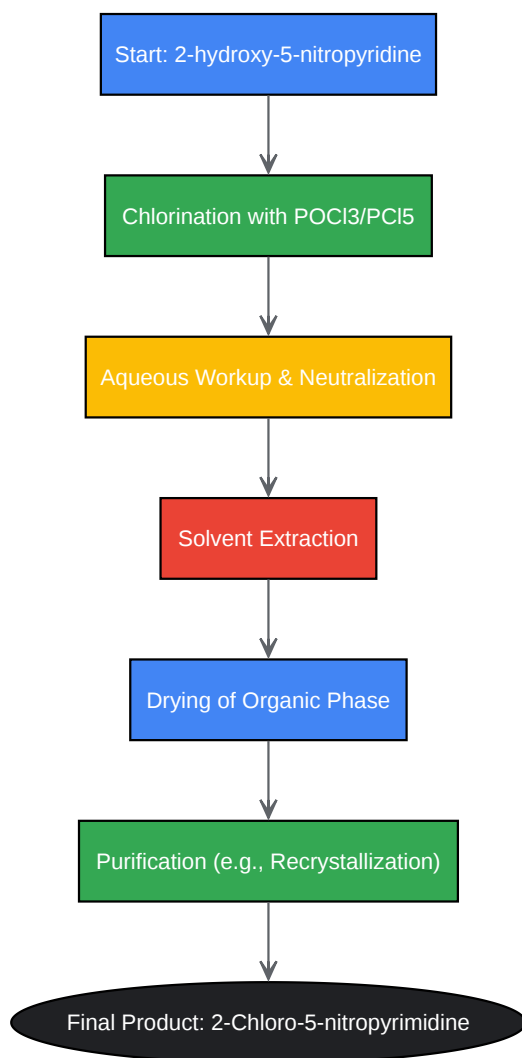 Start: 2-hydroxy-5-nitropyridine
Chlorination with POCl3/PCl5
Aqueous Workup & Neutralization
Solvent Extraction
Drying of Organic Phase
Purification (e.g., Recrystallization)
Final Product: 2-Chloro-5-nitropyrimidine